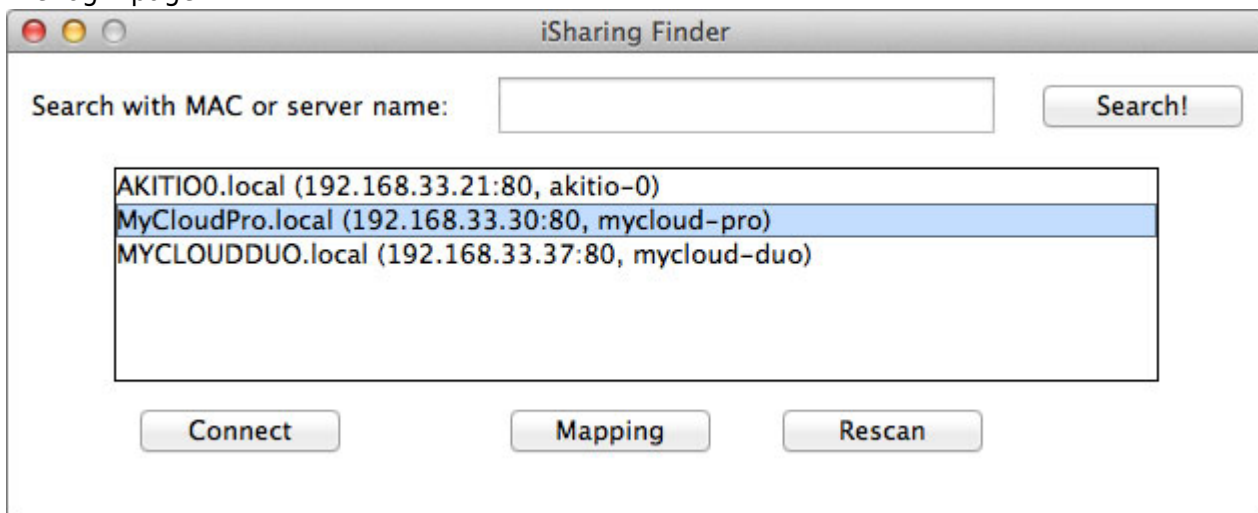 iSharing Finder
Search with MAC or server name:
Search!
AKITIO0.local (192.168.33.21:80, akitio-0)
MyCloudPro.local (192.168.33.30:80, mycloud-pro)
MYCLOUDDUO.local (192.168.33.37:80, mycloud-duo)
Connect
Mapping
Rescan